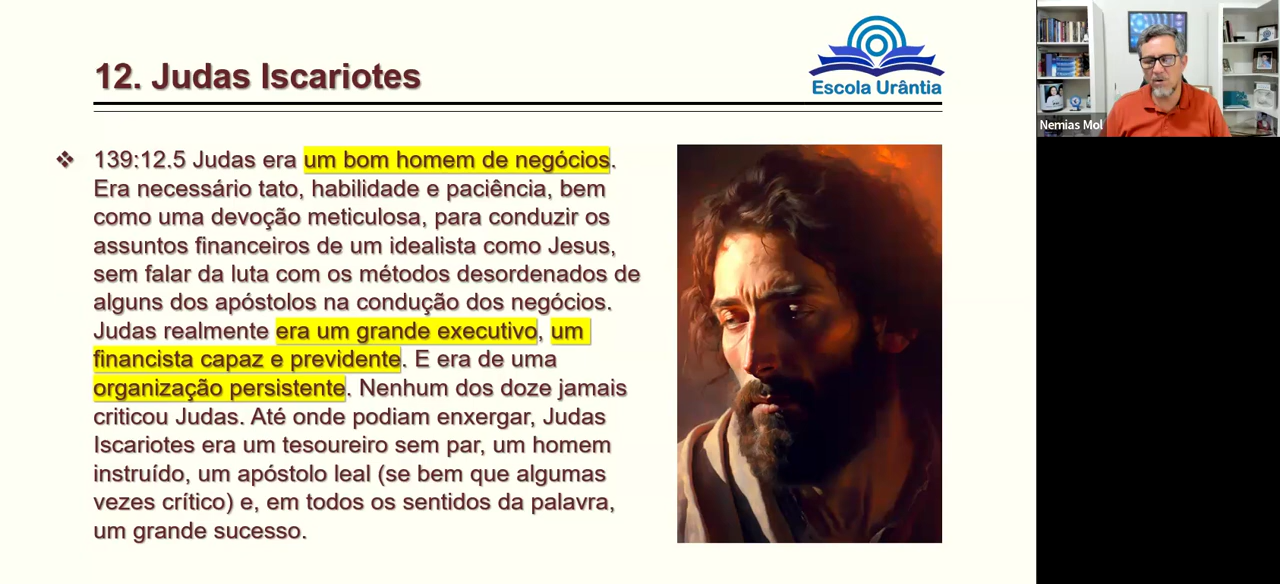 12. Judas Iscariotes
Escola Urântia
❖ 139:12.5 Judas era um bom homem de negócios.
Era necessário tato, habilidade e paciência, bem
como uma devoção meticulosa, para conduzir os
assuntos financeiros de um idealista como Jesus,
sem falar da luta com os métodos desordenados de
alguns dos apóstolos na condução dos negócios.
Judas realmente era um grande executivo, um
financista capaz e previdente. E era de uma
organização persistente. Nenhum dos doze jamais
criticou Judas. Até onde podiam enxergar, Judas
Iscariotes era um tesoureiro sem par, um homem
instruído, um apóstolo leal (se bem que algumas
vezes crítico) e, em todos os sentidos da palavra,
um grande sucesso.
Nemias Mol